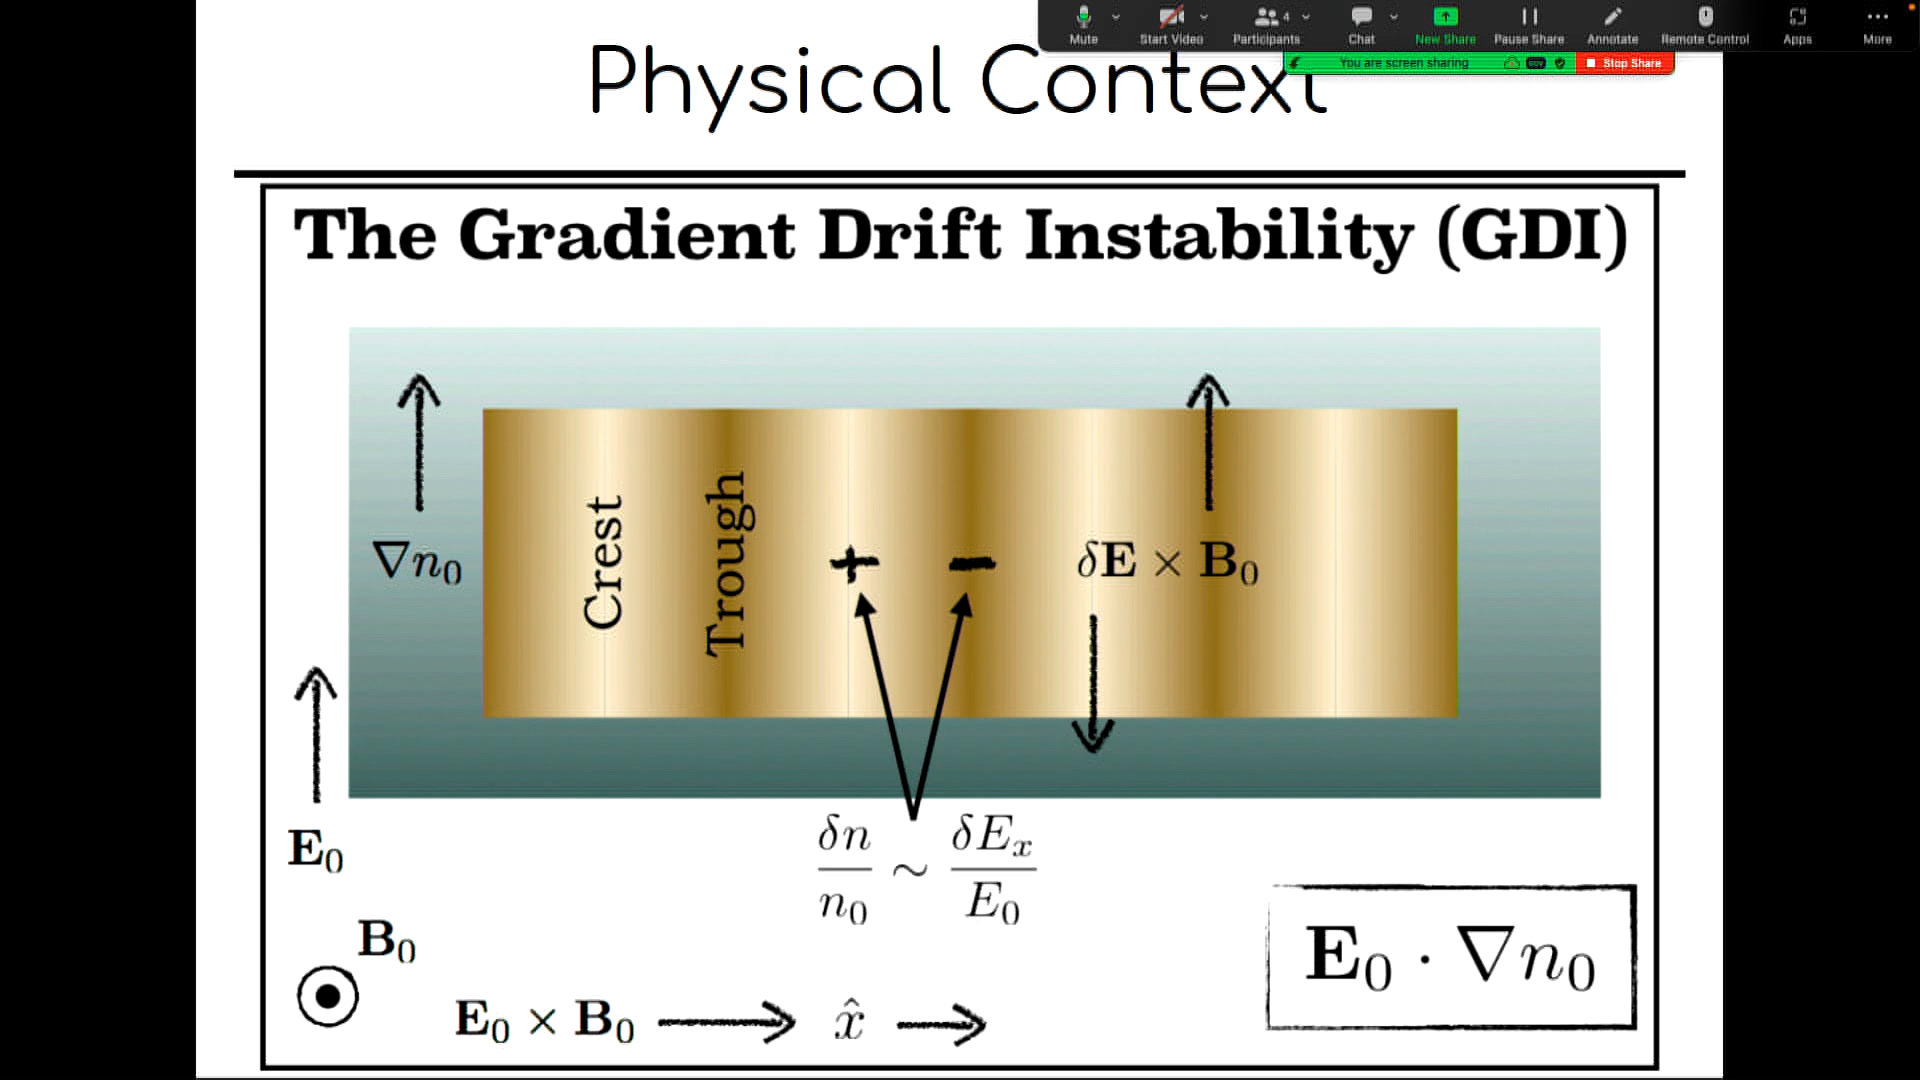 Mute Start Video Participants 4 Chat New Share Pause Share Annotate Remote Control Apps More
You are screen sharing Stop Share
Physical Context
The Gradient Drift Instability (GDI)
∇n₀
Crest
Trough
+ −
δE × B₀
E₀
δn/n₀ ~ δEₓ/E₀
B₀
E₀ × B₀ → x̂ →
E₀ · ∇n₀